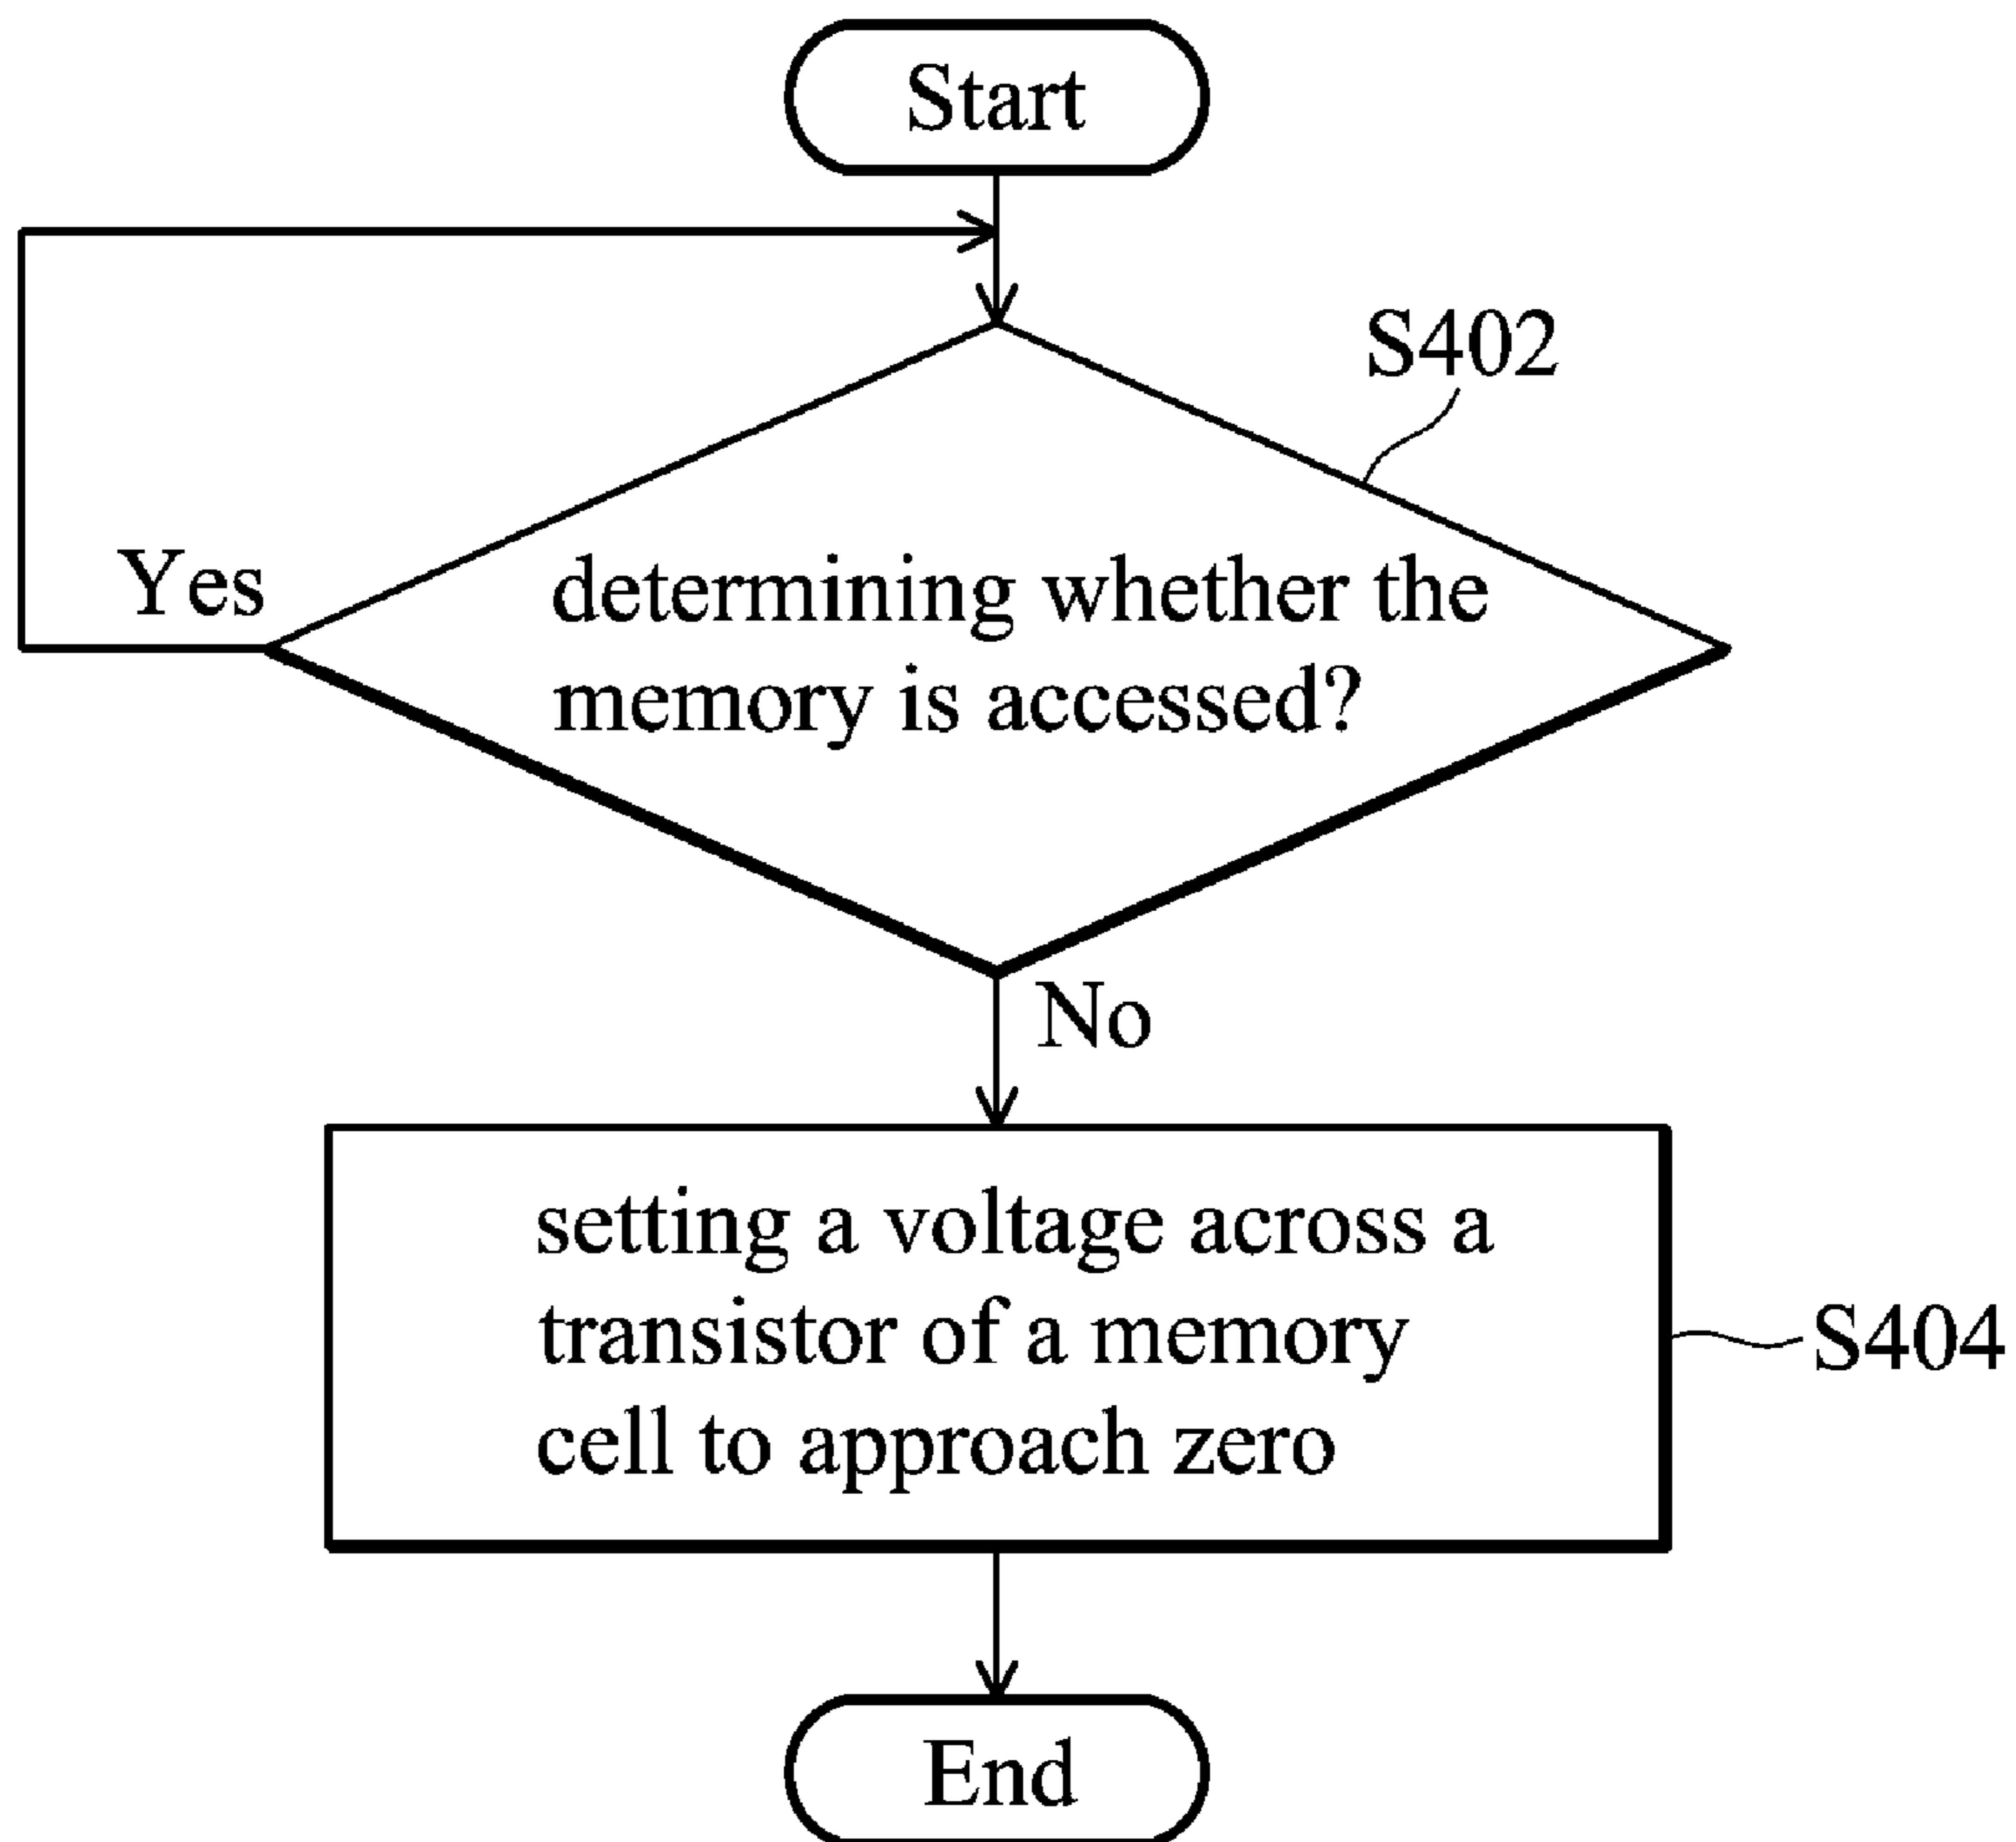 Start
S402
Yes
determining whether the
memory is accessed?
No
setting a voltage across a
transistor of a memory
cell to approach zero
S404
End